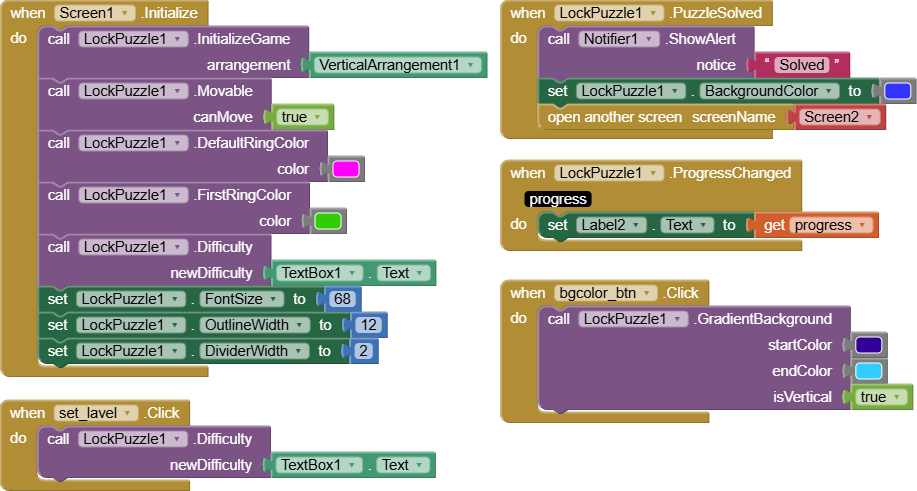 when Screen1 .Initialize
do call LockPuzzle1 .InitializeGame
arrangement VerticalArrangement1
call LockPuzzle1 .Movable
canMove true
call LockPuzzle1 .DefaultRingColor
color
call LockPuzzle1 .FirstRingColor
color
call LockPuzzle1 .Difficulty
newDifficulty TextBox1 . Text
set LockPuzzle1 . FontSize to 68
set LockPuzzle1 . OutlineWidth to 12
set LockPuzzle1 . DividerWidth to 2
when set_lavel .Click
do call LockPuzzle1 .Difficulty
newDifficulty TextBox1 . Text
when LockPuzzle1 .PuzzleSolved
do call Notifier1 .ShowAlert
notice “ Solved ”
set LockPuzzle1 . BackgroundColor to
open another screen screenName Screen2
when LockPuzzle1 .ProgressChanged
progress
do set Label2 . Text to get progress
when bgcolor_btn .Click
do call LockPuzzle1 .GradientBackground
startColor
endColor
isVertical true